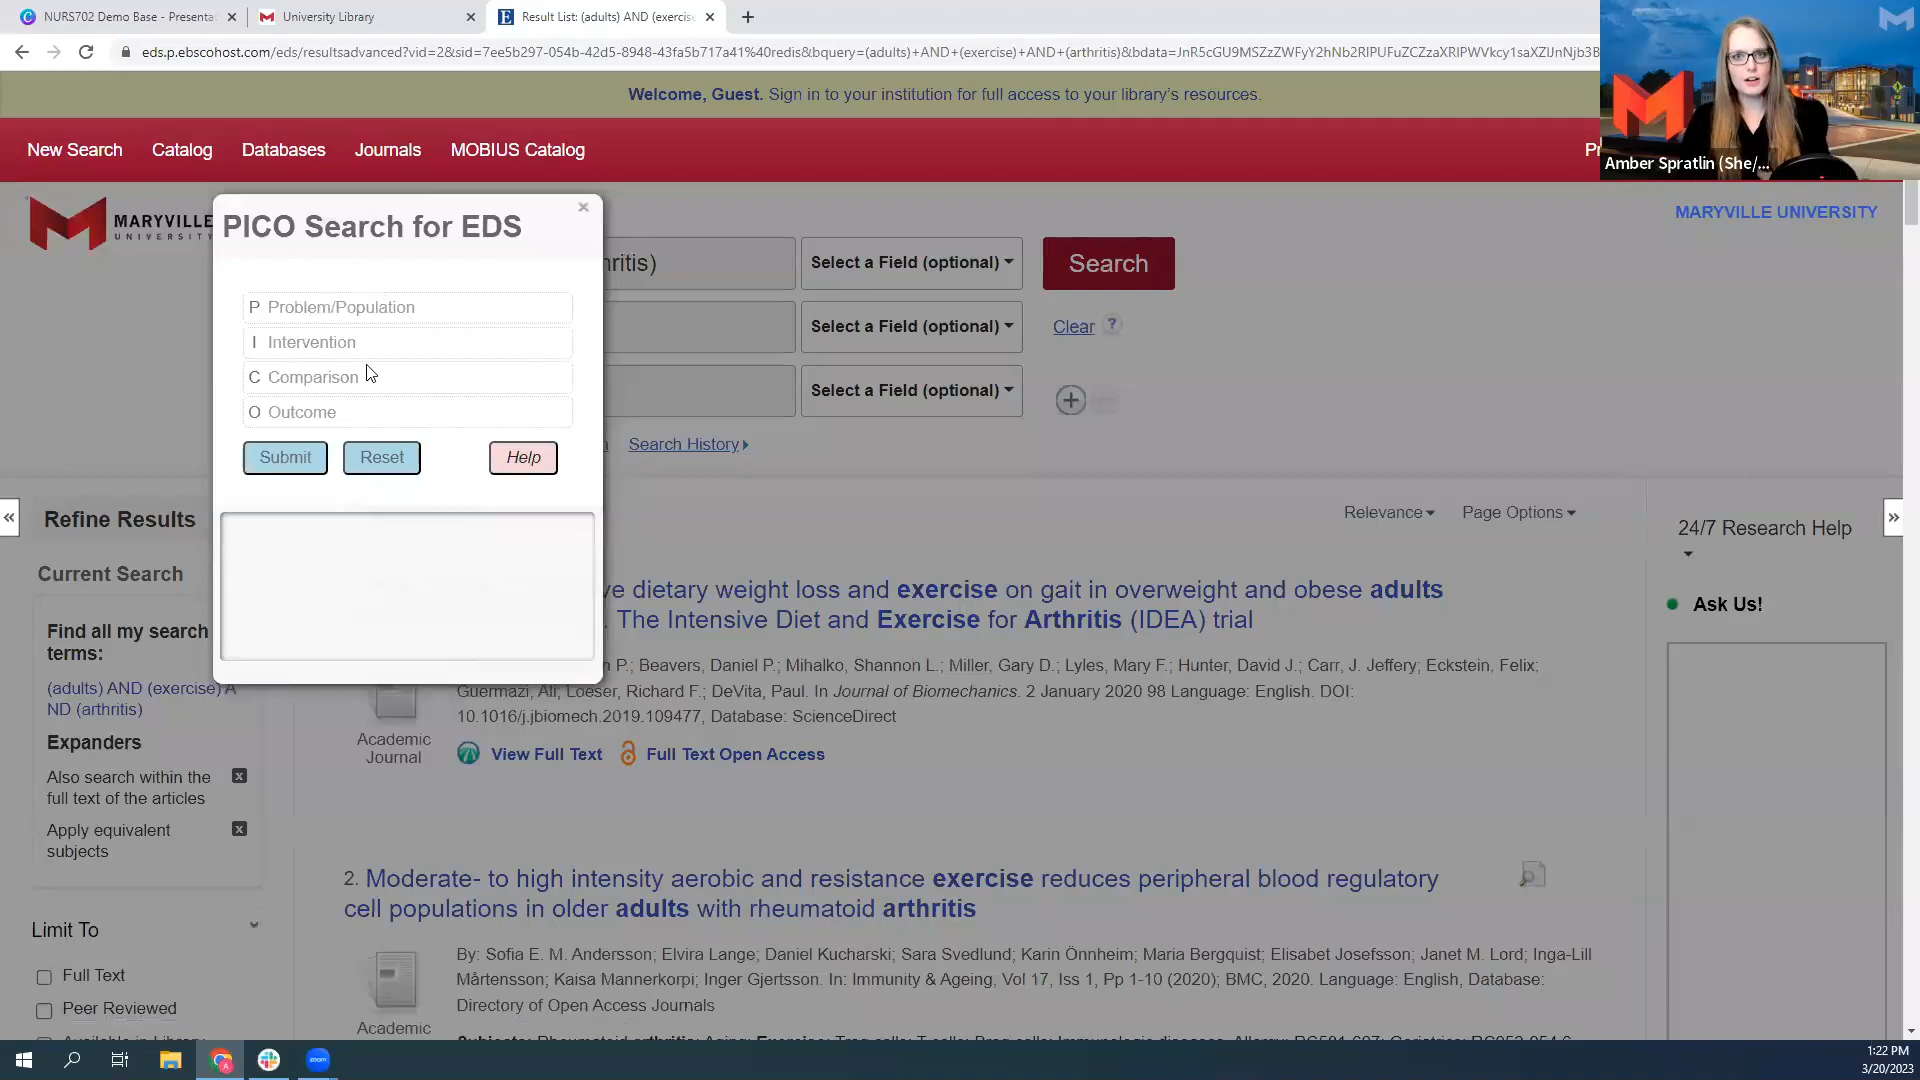 NURS702 Demo Base - Presenta
University Library
Result List: (adults) AND (exercis
eds.p.ebscohost.com/eds/resultsadvanced?vid=2&sid=7ee5b297-054b-42d5-8948-43fa5b717a41%40redis&bquery=(adults)+AND+(exercise)+AND+(arthritis)&bdata=JnR5cGU9MSZzZWFyY2hNb2RlPUFuZCZzaXRlPWVkcy1saXZlJnNjb3B
Welcome, Guest. Sign in to your institution for full access to your library's resources.
New Search
Catalog
Databases
Journals
MOBIUS Catalog
Amber Spratlin (She/...
MARYVILLE
UNIVERSITY
MARYVILLE UNIVERSITY
PICO Search for EDS
hritis)
Select a Field (optional)
Search
P Problem/Population
I Intervention
Select a Field (optional)
Clear
?
C Comparison
O Outcome
Select a Field (optional)
Submit
Reset
Help
Search History
Refine Results
Relevance
Page Options
24/7 Research Help
Current Search
Ask Us!
Find all my search
terms:
(adults) AND (exercise) A
ND (arthritis)
Expanders
Also search within the
full text of the articles
Apply equivalent
subjects
Limit To
Full Text
Peer Reviewed
Available in Library
e dietary weight loss and exercise on gait in overweight and obese adults
The Intensive Diet and Exercise for Arthritis (IDEA) trial
P.; Beavers, Daniel P.; Mihalko, Shannon L.; Miller, Gary D.; Lyles, Mary F.; Hunter, David J.; Carr, J. Jeffery; Eckstein, Felix;
Guermazi, Ali; Loeser, Richard F.; DeVita, Paul. In Journal of Biomechanics. 2 January 2020 98 Language: English. DOI:
10.1016/j.jbiomech.2019.109477, Database: ScienceDirect
Academic
Journal
View Full Text
Full Text Open Access
2. Moderate- to high intensity aerobic and resistance exercise reduces peripheral blood regulatory
cell populations in older adults with rheumatoid arthritis
By: Sofia E. M. Andersson; Elvira Lange; Daniel Kucharski; Sara Svedlund; Karin Önnheim; Maria Bergquist; Elisabet Josefsson; Janet M. Lord; Inga-Lill
Mårtensson; Kaisa Mannerkorpi; Inger Gjertsson. In: Immunity & Ageing, Vol 17, Iss 1, Pp 1-10 (2020); BMC, 2020. Language: English, Database:
Directory of Open Access Journals
Academic
1:22 PM
3/20/2023